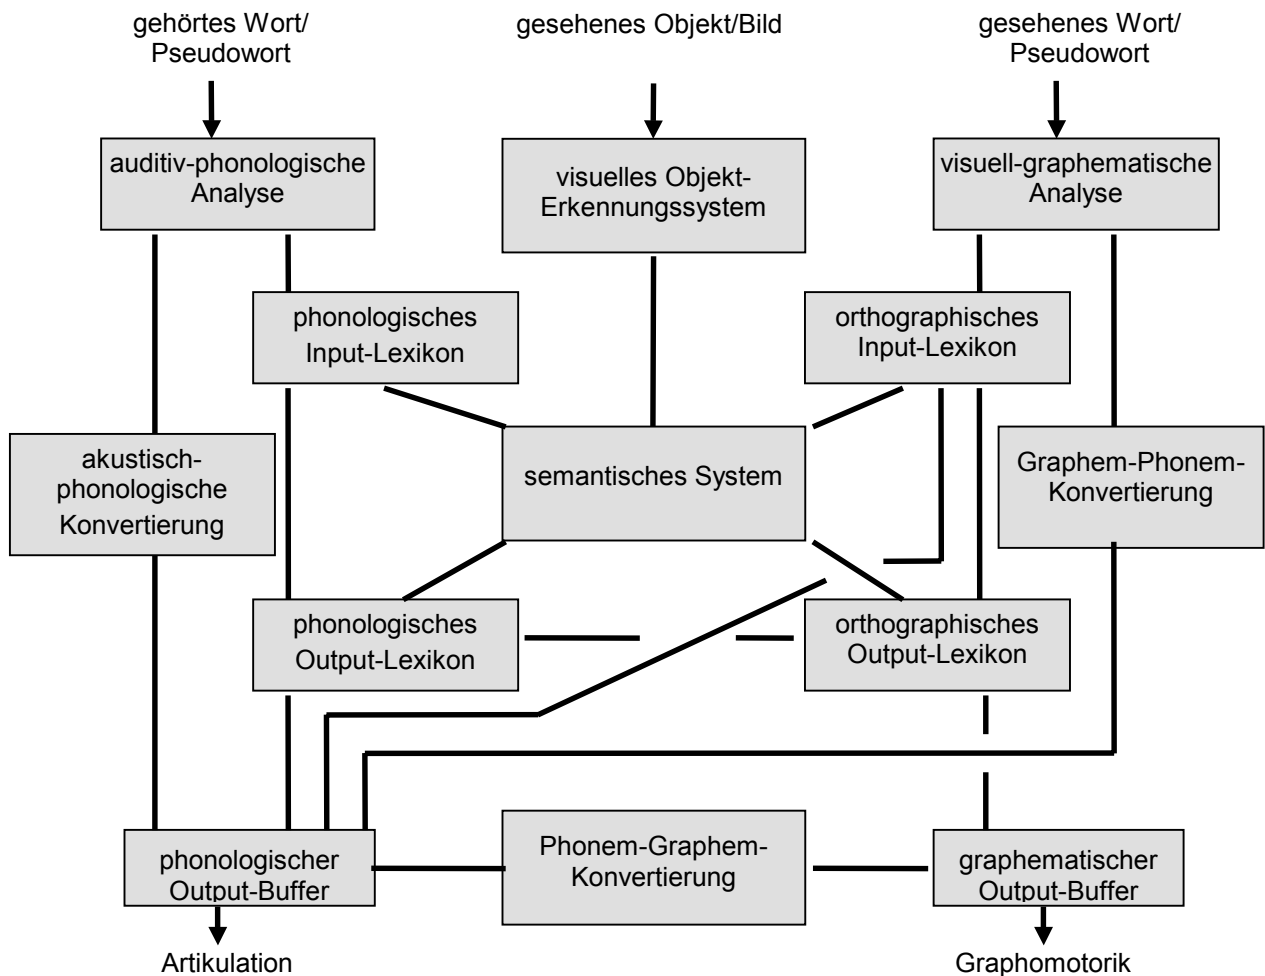 gehörtes Wort/
Pseudowort
gesehenes Objekt/Bild
gesehenes Wort/
Pseudowort
auditiv-phonologische
Analyse
visuelles Objekt-
Erkennungssystem
visuell-graphematische
Analyse
phonologisches
Input-Lexikon
orthographisches
Input-Lexikon
akustisch-
phonologische
Konvertierung
semantisches System
Graphem-Phonem-
Konvertierung
phonologisches
Output-Lexikon
orthographisches
Output-Lexikon
phonologischer
Output-Buffer
Phonem-Graphem-
Konvertierung
graphematischer
Output-Buffer
Artikulation
Graphomotorik